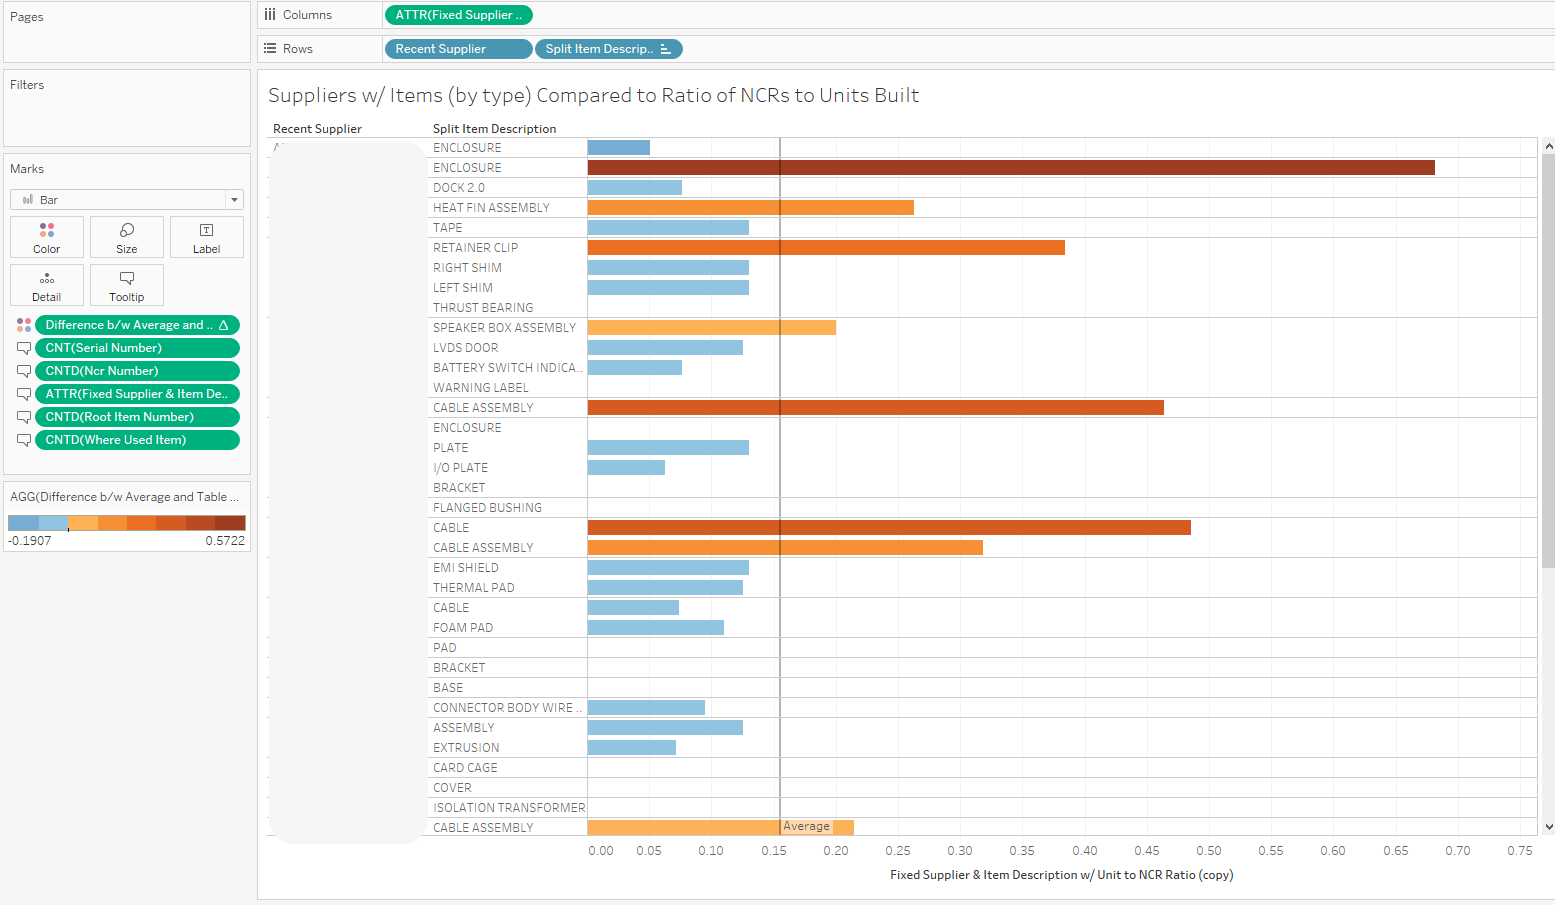 Pages
Columns
ATTR(Fixed Supplier ..
Rows
Recent Supplier
Split Item Descrip..
Filters
Marks
Bar
Color
Size
Label
Detail
Tooltip
Difference b/w Average and ..
CNT(Serial Number)
CNTD(Ncr Number)
ATTR(Fixed Supplier & Item De..
CNTD(Root Item Number)
CNTD(Where Used Item)
AGG(Difference b/w Average and Table ...
-0.1907 0.5722
Suppliers w/ Items (by type) Compared to Ratio of NCRs to Units Built
Recent Supplier Split Item Description
ENCLOSURE
ENCLOSURE
DOCK 2.0
HEAT FIN ASSEMBLY
TAPE
RETAINER CLIP
RIGHT SHIM
LEFT SHIM
THRUST BEARING
SPEAKER BOX ASSEMBLY
LVDS DOOR
BATTERY SWITCH INDICA..
WARNING LABEL
CABLE ASSEMBLY
ENCLOSURE
PLATE
I/O PLATE
BRACKET
FLANGED BUSHING
CABLE
CABLE ASSEMBLY
EMI SHIELD
THERMAL PAD
CABLE
FOAM PAD
PAD
BRACKET
BASE
CONNECTOR BODY WIRE ..
ASSEMBLY
EXTRUSION
CARD CAGE
COVER
ISOLATION TRANSFORMER
CABLE ASSEMBLY
Average
0.00 0.05 0.10 0.15 0.20 0.25 0.30 0.35 0.40 0.45 0.50 0.55 0.60 0.65 0.70 0.75
Fixed Supplier & Item Description w/ Unit to NCR Ratio (copy)